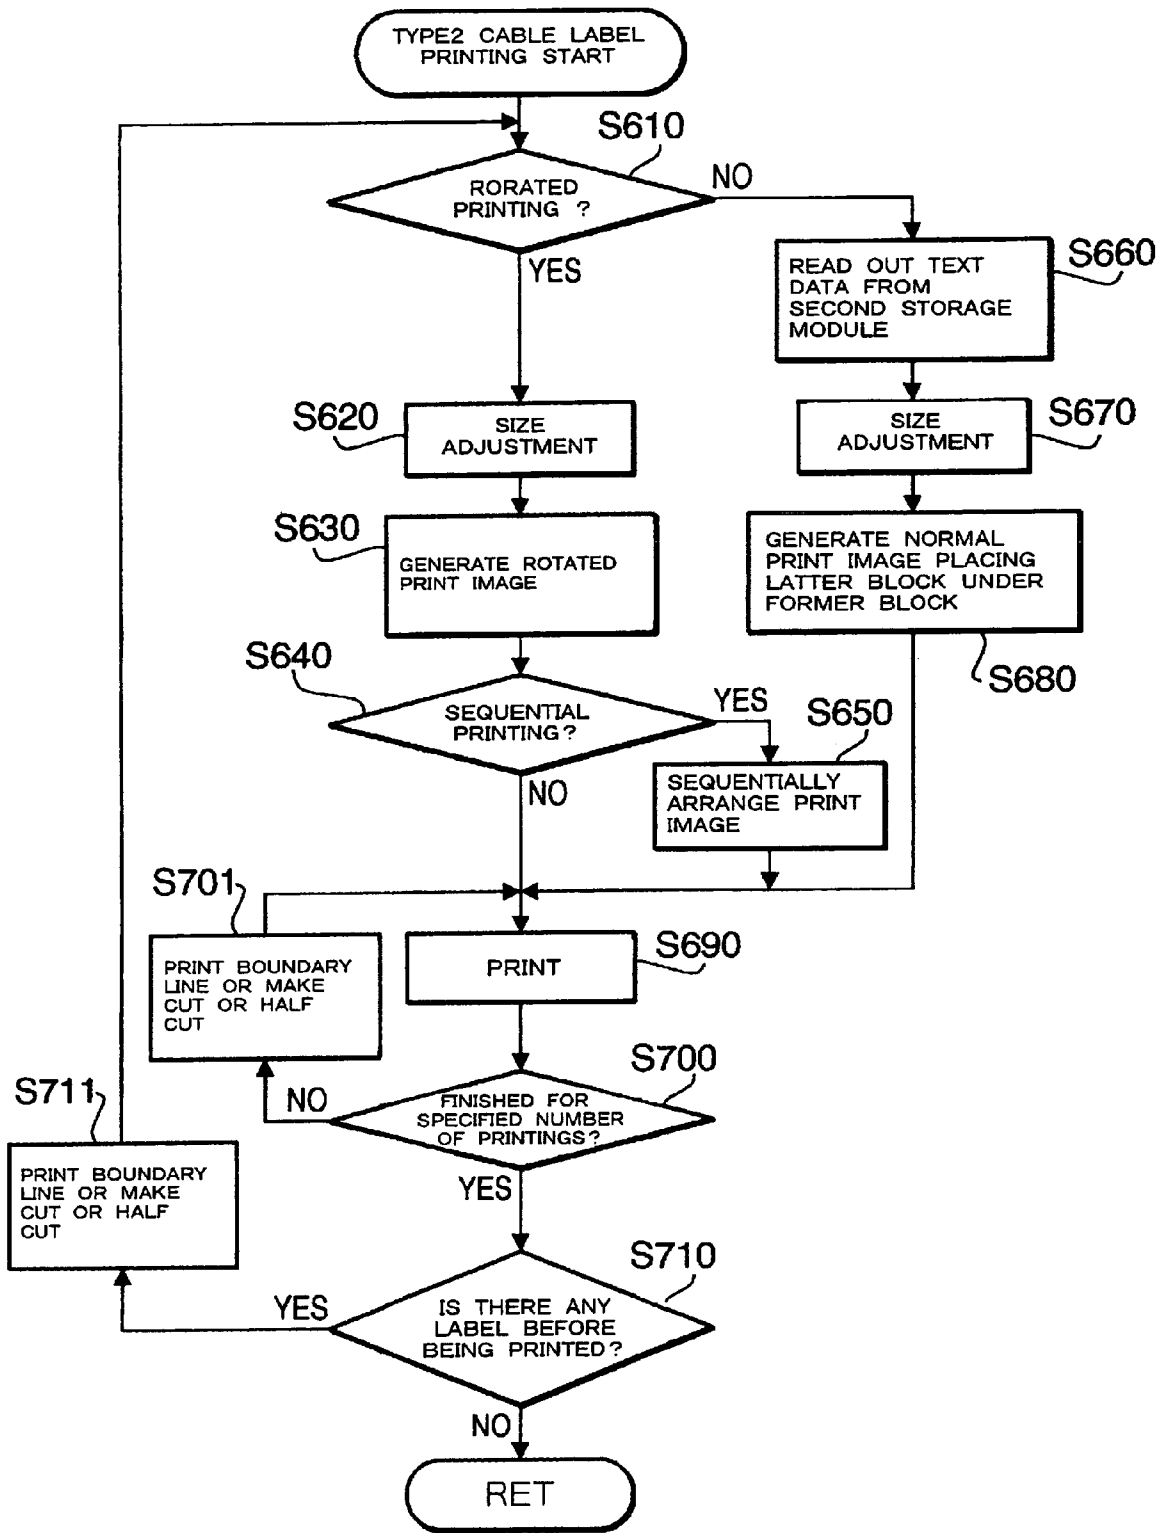 TYPE2 CABLE LABEL
PRINTING START
S610
RORATED
PRINTING ?
NO
YES
S660
READ OUT TEXT
DATA FROM
SECOND STORAGE
MODULE
S620
SIZE
ADJUSTMENT
S670
SIZE
ADJUSTMENT
S630
GENERATE ROTATED
PRINT IMAGE
GENERATE NORMAL
PRINT IMAGE PLACING
LATTER BLOCK UNDER
FORMER BLOCK
S680
S640
SEQUENTIAL
PRINTING?
YES
NO
S650
SEQUENTIALLY
ARRANGE PRINT
IMAGE
S701
PRINT BOUNDARY
LINE OR MAKE
CUT OR HALF
CUT
PRINT
S690
S700
FINISHED FOR
SPECIFIED NUMBER
OF PRINTINGS?
NO
YES
S711
PRINT BOUNDARY
LINE OR MAKE
CUT OR HALF
CUT
S710
IS THERE ANY
LABEL BEFORE
BEING PRINTED?
YES
NO
RET